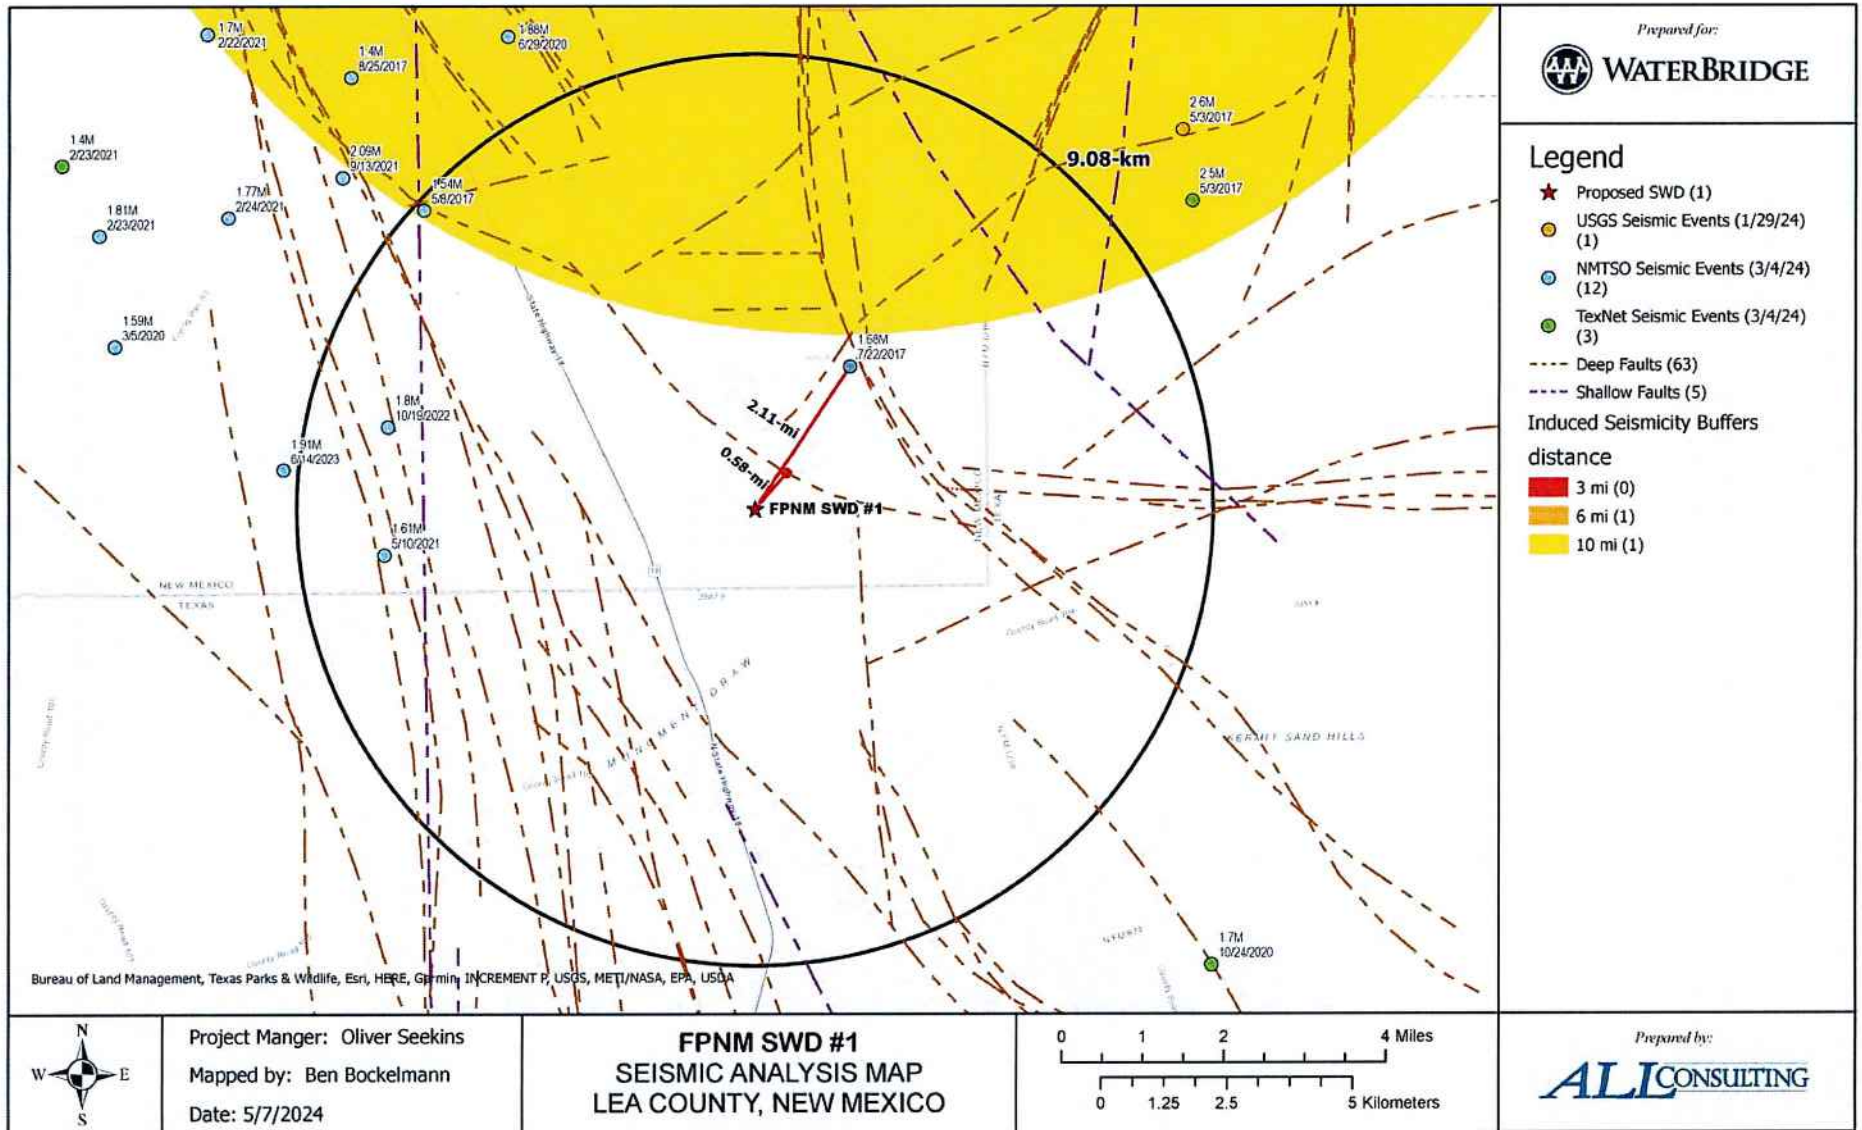 1.7M
2/22/2021
1.88M
6/29/2020
1.4M
8/25/2017
2.6M
5/3/2017
1.4M
2/23/2021
2.09M
9/13/2021
9.08-km
2.5M
5/3/2017
1.54M
5/8/2017
1.77M
2/24/2021
1.81M
2/23/2021
State Highway 18
1.59M
3/5/2020
1.68M
7/22/2017
1.8M
10/19/2022
2.11-mi
1.91M
6/14/2023
0.58-mi
FPNM SWD #1
NEW MEXICO
TEXAS
1.61M
5/10/2021
18
NEW MEXICO
TEXAS
MONUMENT DRAW
N State Highway 18
KERMIT SAND HILLS
1.7M
10/24/2020
Bureau of Land Management, Texas Parks & Wildlife, Esri, HERE, Garmin, INCREMENT P, USGS, METI/NASA, EPA, USDA
Prepared for:
WATERBRIDGE
Legend
Proposed SWD (1)
USGS Seismic Events (1/29/24)
(1)
NMTSO Seismic Events (3/4/24)
(12)
TexNet Seismic Events (3/4/24)
(3)
Deep Faults (63)
Shallow Faults (5)
Induced Seismicity Buffers
distance
3 mi (0)
6 mi (1)
10 mi (1)
N
W E
S
Project Manger: Oliver Seekins
Mapped by: Ben Bockelmann
Date: 5/7/2024
FPNM SWD #1
SEISMIC ANALYSIS MAP
LEA COUNTY, NEW MEXICO
0 1 2 4 Miles
0 1.25 2.5 5 Kilometers
Prepared by:
ALL CONSULTING